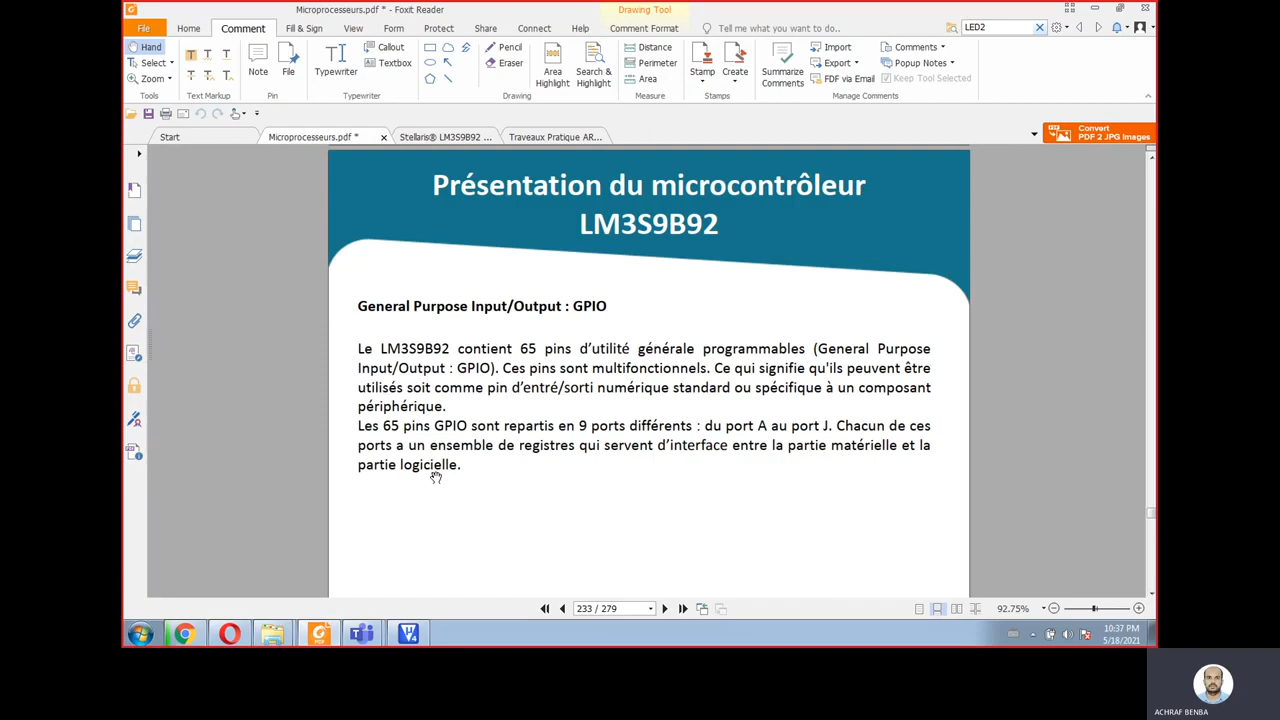 Microprocesseurs.pdf * - Foxit Reader
Drawing Tool
File Home Comment Fill & Sign View Form Protect Share Connect Help Comment Format Tell me what you want to do.. LED2
Hand
Select
Zoom
Tools
Text Markup
Note
File
Pin
Typewriter
Callout
Textbox
Typewriter
Pencil
Eraser
Drawing
Area Highlight
Search & Highlight
Distance
Perimeter
Area
Measure
Stamp
Create
Stamps
Summarize Comments
Import
Export
FDF via Email
Comments
Popup Notes
Keep Tool Selected
Manage Comments
Start
Microprocesseurs.pdf *
Stellaris® LM3S9B92 ...
Traveaux Pratique AR...
Convert
PDF 2 JPG Images
Présentation du microcontrôleur
LM3S9B92
General Purpose Input/Output : GPIO
Le LM3S9B92 contient 65 pins d’utilité générale programmables (General Purpose
Input/Output : GPIO). Ces pins sont multifonctionnels. Ce qui signifie qu'ils peuvent être
utilisés soit comme pin d’entré/sorti numérique standard ou spécifique à un composant
périphérique.
Les 65 pins GPIO sont repartis en 9 ports différents : du port A au port J. Chacun de ces
ports a un ensemble de registres qui servent d’interface entre la partie matérielle et la
partie logicielle.
233 / 279
92.75%
10:37 PM
5/18/2021
ACHRAF BENBA